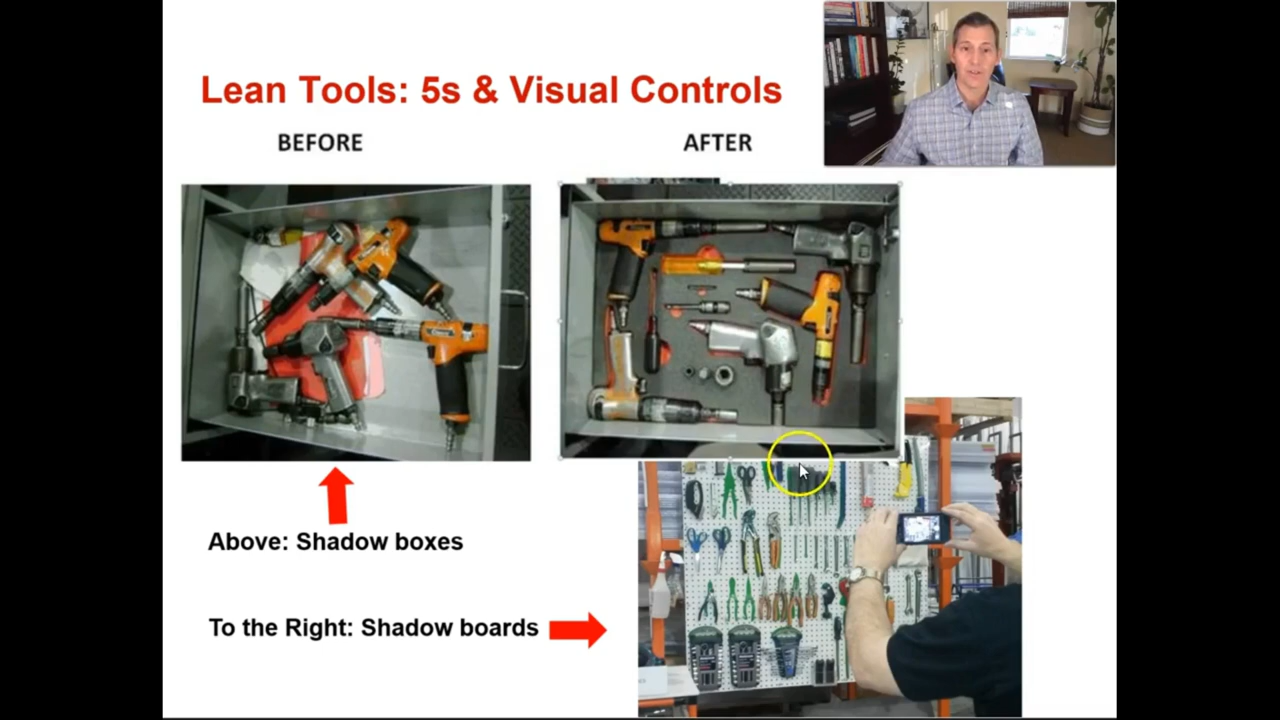 Lean Tools: 5s & Visual Controls
BEFORE
AFTER
Above: Shadow boxes
To the Right: Shadow boards